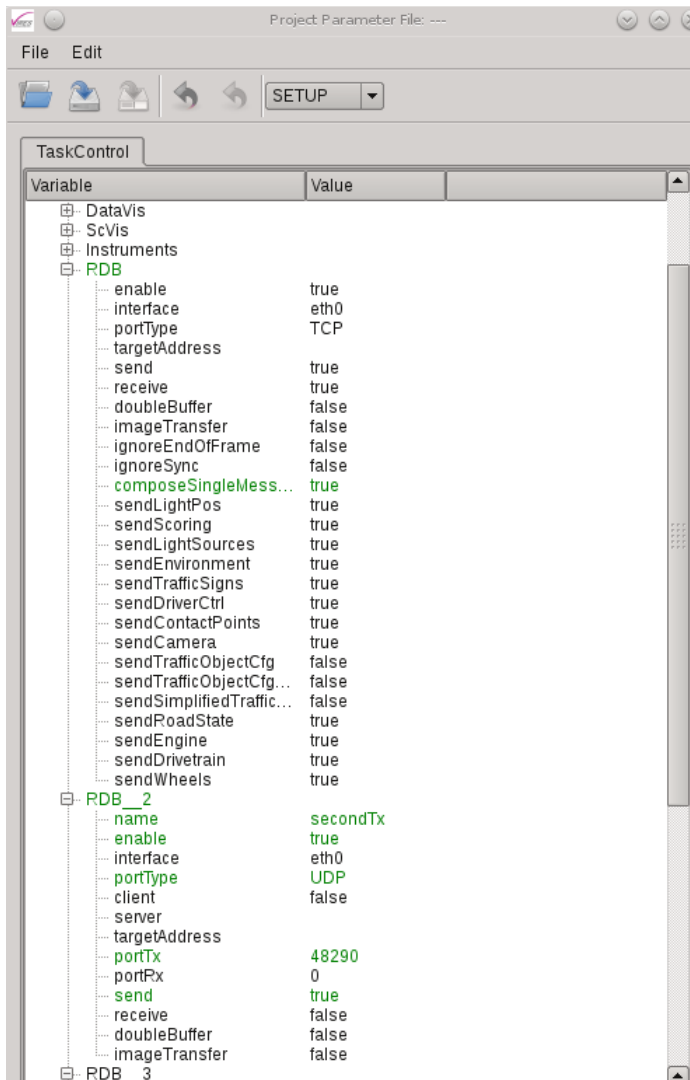 Project Parameter File: ---
File Edit
SETUP
TaskControl
Variable Value
DataVis
ScVis
Instruments
RDB
enable true
interface eth0
portType TCP
targetAddress
send true
receive true
doubleBuffer false
imageTransfer false
ignoreEndOfFrame false
ignoreSync false
composeSingleMess... true
sendLightPos true
sendScoring true
sendLightSources true
sendEnvironment true
sendTrafficSigns true
sendDriverCtrl true
sendContactPoints true
sendCamera true
sendTrafficObjectCfg false
sendTrafficObjectCfg... false
sendSimplifiedTraffic... false
sendRoadState true
sendEngine true
sendDrivetrain true
sendWheels true
RDB__2
name secondTx
enable true
interface eth0
portType UDP
client false
server
targetAddress
portTx 48290
portRx 0
send true
receive false
doubleBuffer false
imageTransfer false
RDB__3